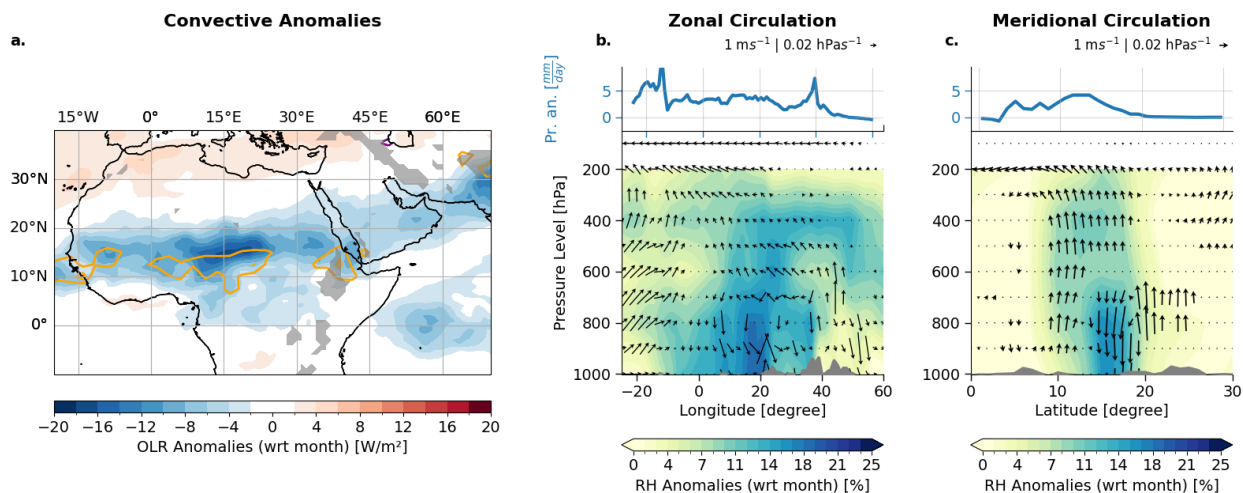 Convective Anomalies
a.
15°W 0° 15°E 30°E 45°E 60°E
30°N
20°N
10°N
0°
−20 −16 −12 −8 −4 −2 0 2 4 8 12 16 20
OLR Anomalies (wrt month) [W/m²]
Zonal Circulation
b.
1 ms⁻¹ | 0.02 hPas⁻¹
Pr. an. [mm/day]
5
0
Pressure Level [hPa]
200
400
600
800
1000
−20 0 20 40 60
Longitude [degree]
0 4 7 11 14 18 21 25
RH Anomalies (wrt month) [%]
Meridional Circulation
c.
1 ms⁻¹ | 0.02 hPas⁻¹
5
0
200
400
600
800
1000
0 10 20 30
Latitude [degree]
0 4 7 11 14 18 21 25
RH Anomalies (wrt month) [%]